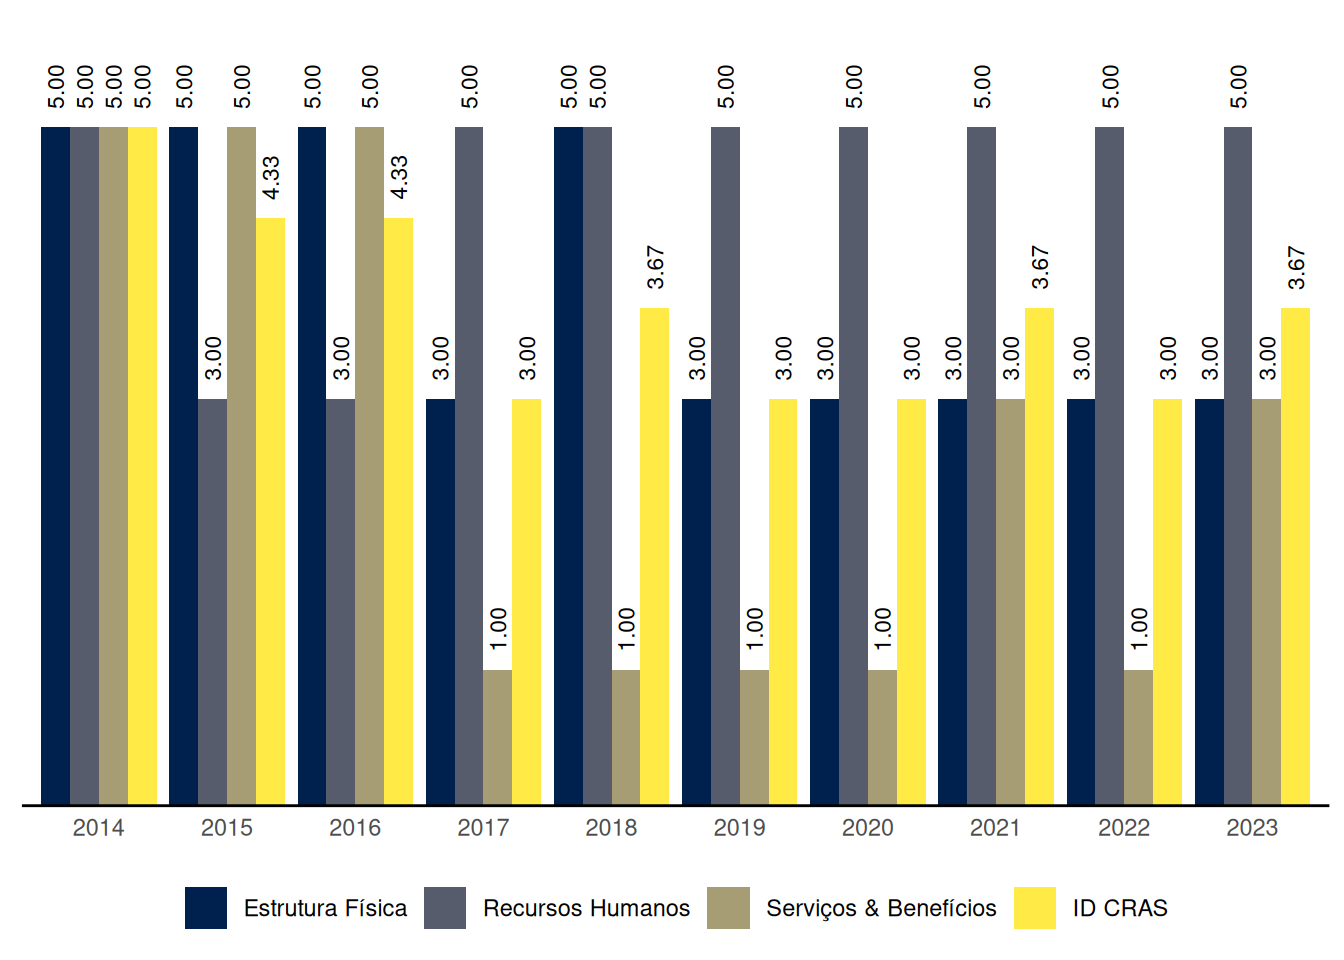 5.00 5.00 5.00 5.00 5.00 5.00 5.00 5.00 5.00 5.00 5.00 5.00 5.00 5.00 5.00 5.00
4.33 4.33
3.67 3.67 3.67
3.00 3.00 3.00 3.00 3.00 3.00 3.00 3.00 3.00 3.00 3.00 3.00 3.00 3.00
1.00 1.00 1.00 1.00 1.00
2014 2015 2016 2017 2018 2019 2020 2021 2022 2023
Estrutura Física Recursos Humanos Serviços & Benefícios ID CRAS